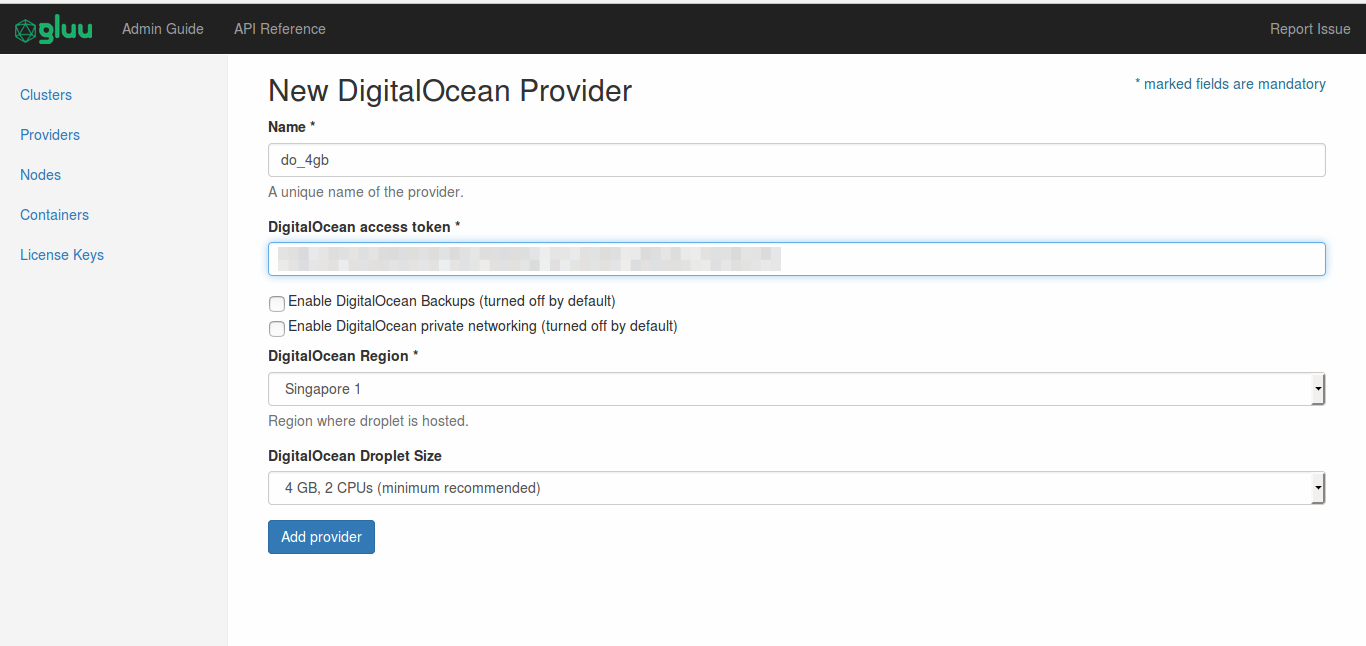 gluu Admin Guide API Reference Report Issue
Clusters
Providers
Nodes
Containers
License Keys
New DigitalOcean Provider
* marked fields are mandatory
Name *
do_4gb
A unique name of the provider.
DigitalOcean access token *
Enable DigitalOcean Backups (turned off by default)
Enable DigitalOcean private networking (turned off by default)
DigitalOcean Region *
Singapore 1
Region where droplet is hosted.
DigitalOcean Droplet Size
4 GB, 2 CPUs (minimum recommended)
Add provider